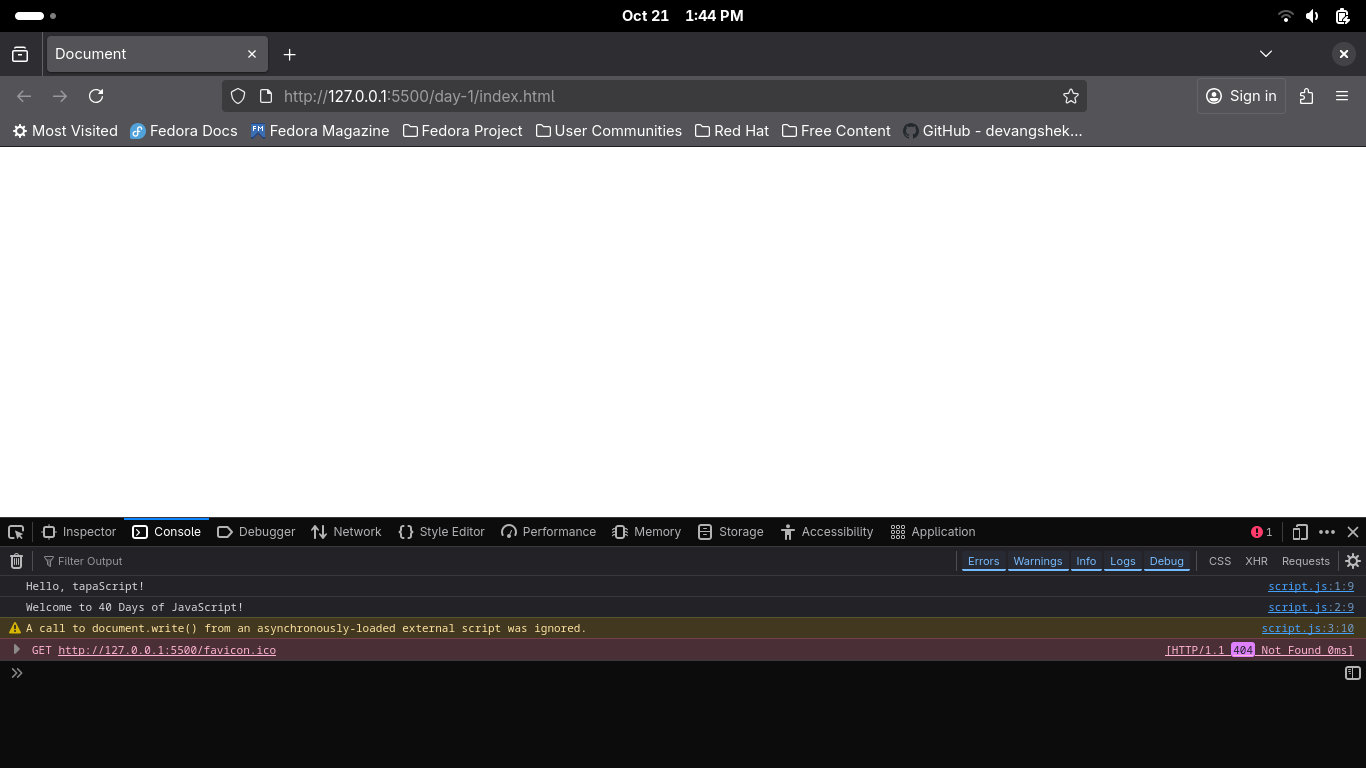 Oct 21 1:44 PM
Document
http://127.0.0.1:5500/day-1/index.html
Sign in
Most Visited Fedora Docs FM Fedora Magazine Fedora Project User Communities Red Hat Free Content GitHub - devangshek…
Inspector Console Debugger Network Style Editor Performance Memory Storage Accessibility Application 1
Filter Output Errors Warnings Info Logs Debug CSS XHR Requests
Hello, tapaScript! script.js:1:9
Welcome to 40 Days of JavaScript! script.js:2:9
A call to document.write() from an asynchronously-loaded external script was ignored. script.js:3:10
GET http://127.0.0.1:5500/favicon.ico [HTTP/1.1 404 Not Found 0ms]